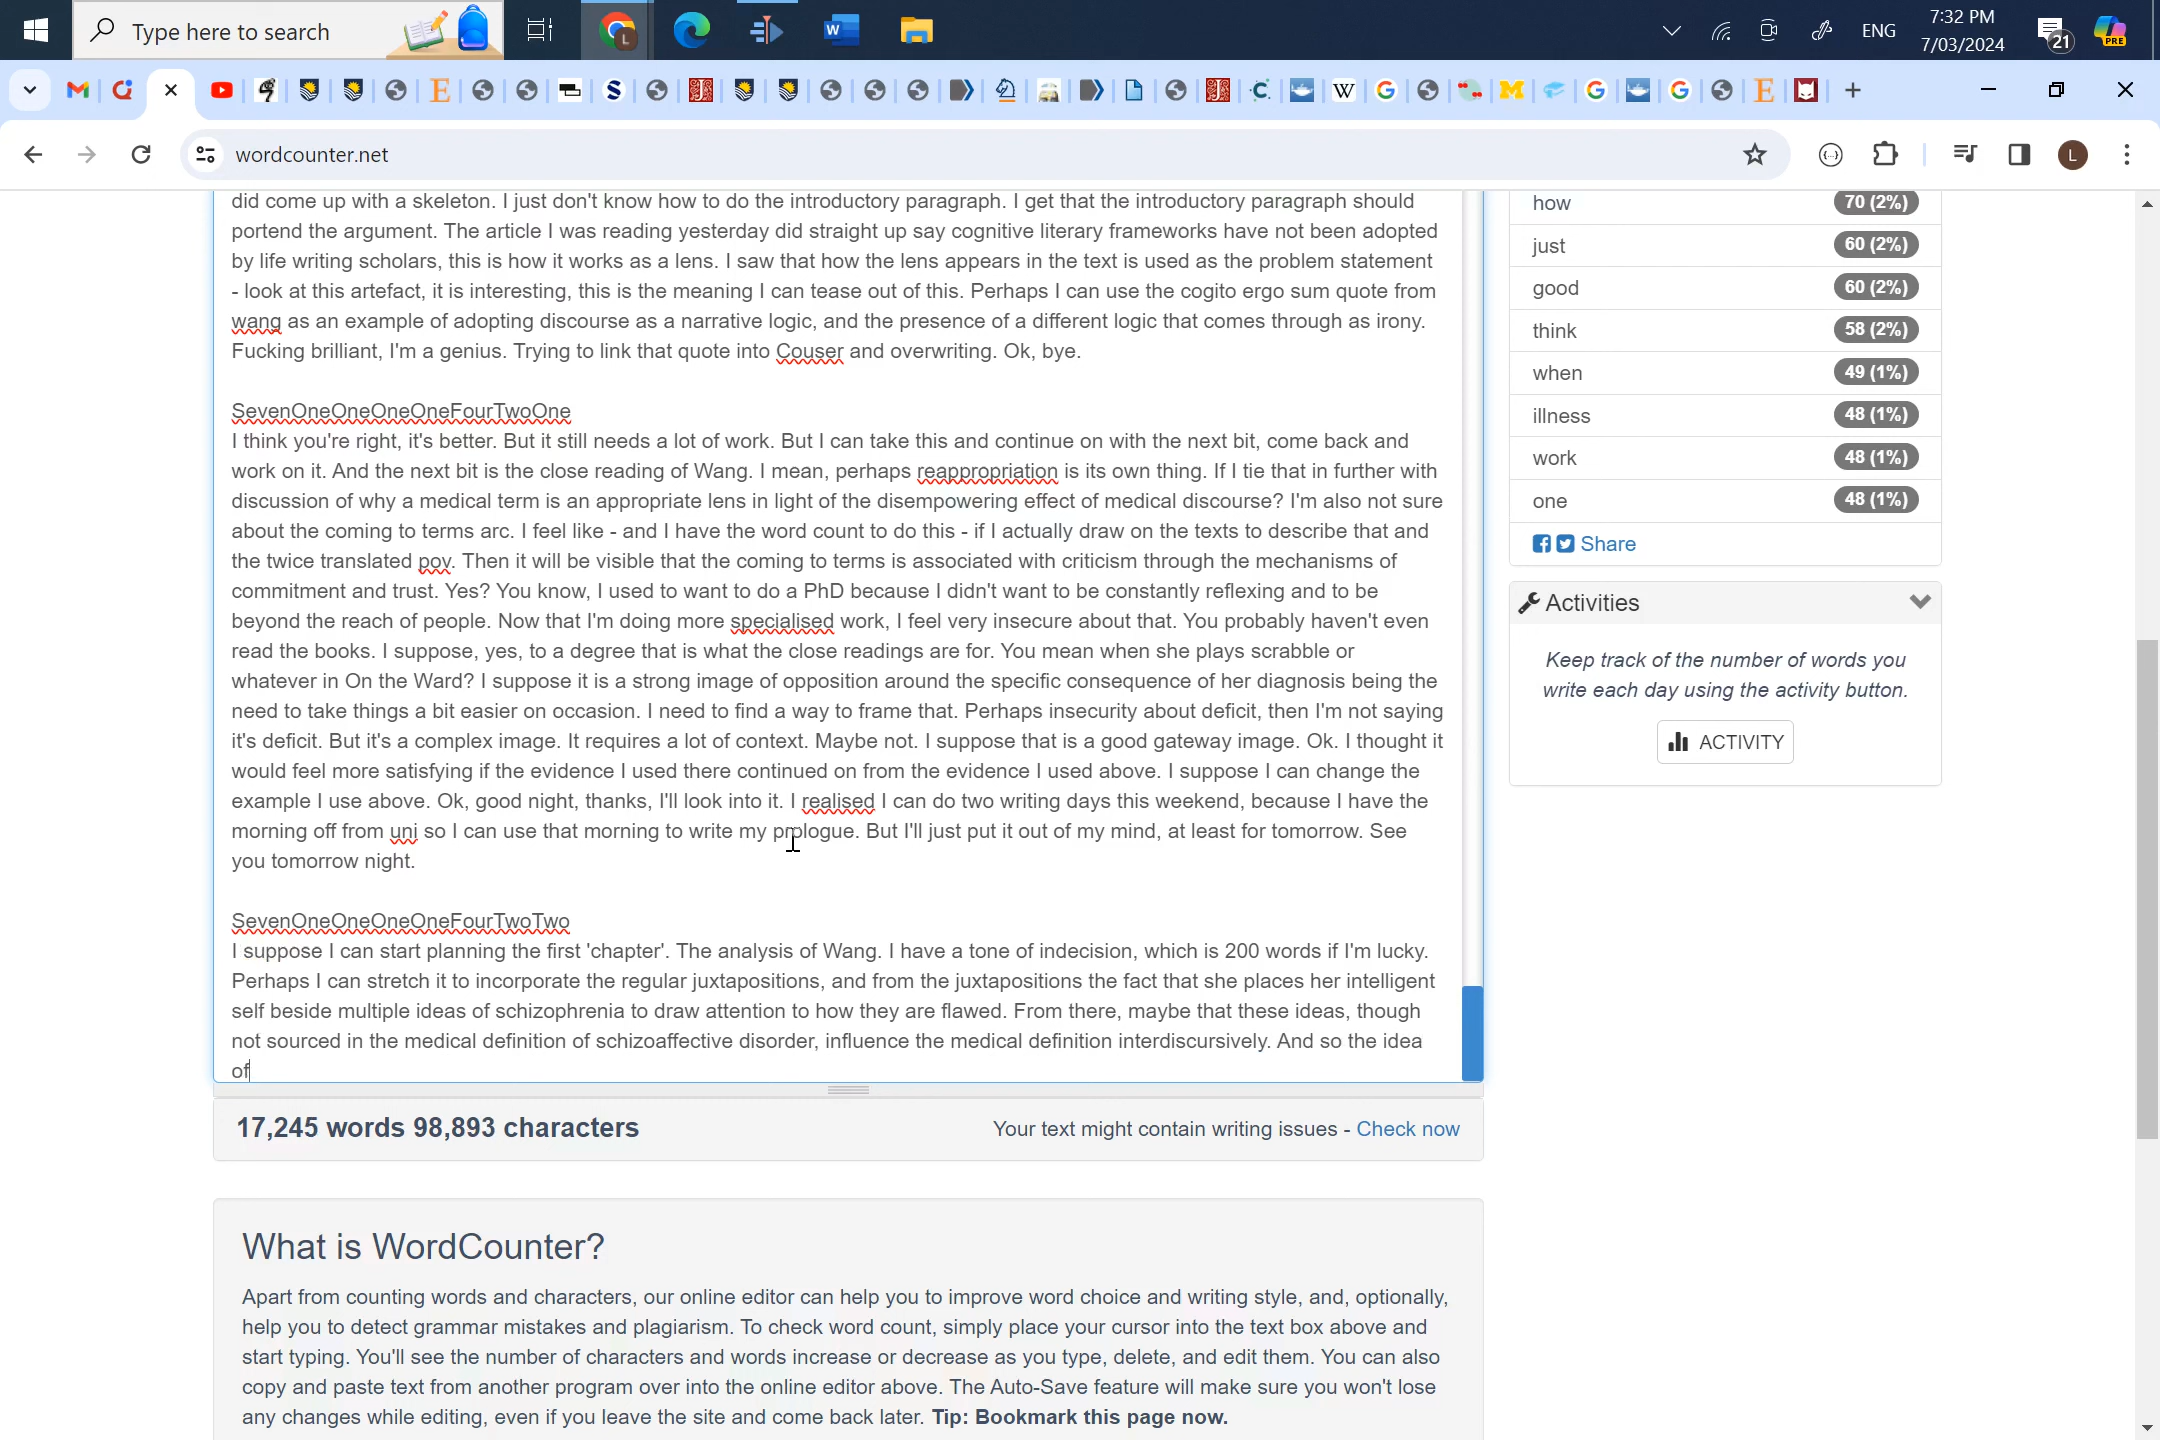 Type here to search
ENG
7:32 PM
7/03/2024
21
PRE
wordcounter.net
L
did come up with a skeleton. I just don't know how to do the introductory paragraph. I get that the introductory paragraph should
portend the argument. The article I was reading yesterday did straight up say cognitive literary frameworks have not been adopted
by life writing scholars, this is how it works as a lens. I saw that how the lens appears in the text is used as the problem statement
- look at this artefact, it is interesting, this is the meaning I can tease out of this. Perhaps I can use the cogito ergo sum quote from
wang as an example of adopting discourse as a narrative logic, and the presence of a different logic that comes through as irony.
Fucking brilliant, I'm a genius. Trying to link that quote into Couser and overwriting. Ok, bye.
SevenOneOneOneOneFourTwoOne
I think you're right, it's better. But it still needs a lot of work. But I can take this and continue on with the next bit, come back and
work on it. And the next bit is the close reading of Wang. I mean, perhaps reappropriation is its own thing. If I tie that in further with
discussion of why a medical term is an appropriate lens in light of the disempowering effect of medical discourse? I'm also not sure
about the coming to terms arc. I feel like - and I have the word count to do this - if I actually draw on the texts to describe that and
the twice translated pov. Then it will be visible that the coming to terms is associated with criticism through the mechanisms of
commitment and trust. Yes? You know, I used to want to do a PhD because I didn't want to be constantly reflexing and to be
beyond the reach of people. Now that I'm doing more specialised work, I feel very insecure about that. You probably haven't even
read the books. I suppose, yes, to a degree that is what the close readings are for. You mean when she plays scrabble or
whatever in On the Ward? I suppose it is a strong image of opposition around the specific consequence of her diagnosis being the
need to take things a bit easier on occasion. I need to find a way to frame that. Perhaps insecurity about deficit, then I'm not saying
it's deficit. But it's a complex image. It requires a lot of context. Maybe not. I suppose that is a good gateway image. Ok. I thought it
would feel more satisfying if the evidence I used there continued on from the evidence I used above. I suppose I can change the
example I use above. Ok, good night, thanks, I'll look into it. I realised I can do two writing days this weekend, because I have the
morning off from uni so I can use that morning to write my prologue. But I'll just put it out of my mind, at least for tomorrow. See
you tomorrow night.
SevenOneOneOneOneFourTwoTwo
I suppose I can start planning the first 'chapter'. The analysis of Wang. I have a tone of indecision, which is 200 words if I'm lucky.
Perhaps I can stretch it to incorporate the regular juxtapositions, and from the juxtapositions the fact that she places her intelligent
self beside multiple ideas of schizophrenia to draw attention to how they are flawed. From there, maybe that these ideas, though
not sourced in the medical definition of schizoaffective disorder, influence the medical definition interdiscursively. And so the idea
of
17,245 words 98,893 characters
Your text might contain writing issues - Check now
What is WordCounter?
Apart from counting words and characters, our online editor can help you to improve word choice and writing style, and, optionally,
help you to detect grammar mistakes and plagiarism. To check word count, simply place your cursor into the text box above and
start typing. You'll see the number of characters and words increase or decrease as you type, delete, and edit them. You can also
copy and paste text from another program over into the online editor above. The Auto-Save feature will make sure you won't lose
any changes while editing, even if you leave the site and come back later. Tip: Bookmark this page now.
how 70 (2%)
just 60 (2%)
good 60 (2%)
think 58 (2%)
when 49 (1%)
illness 48 (1%)
work 48 (1%)
one 48 (1%)
Share
Activities
Keep track of the number of words you
write each day using the activity button.
ACTIVITY